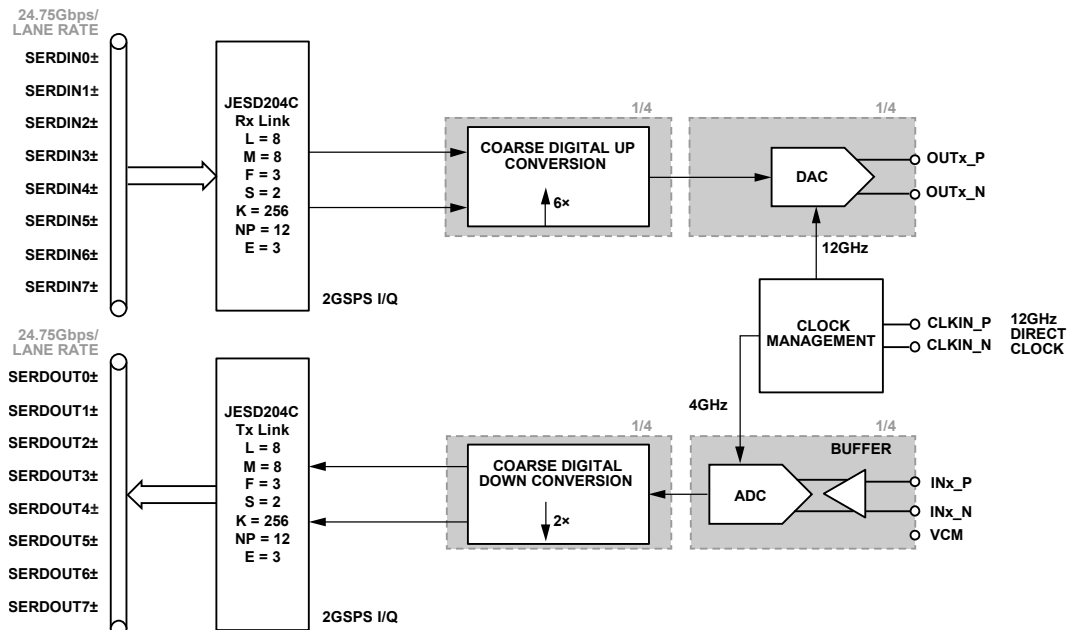 24.75Gbps/
LANE RATE
SERDIN0±
SERDIN1±
SERDIN2±
SERDIN3±
SERDIN4±
SERDIN5±
SERDIN6±
SERDIN7±
JESD204C
Rx Link
L = 8
M = 8
F = 3
S = 2
K = 256
NP = 12
E = 3
2GSPS I/Q
1/4
COARSE DIGITAL UP
CONVERSION
6×
1/4
DAC
OUTx_P
OUTx_N
12GHz
CLOCK
MANAGEMENT
CLKIN_P
CLKIN_N
12GHz
DIRECT
CLOCK
4GHz
24.75Gbps/
LANE RATE
SERDOUT0±
SERDOUT1±
SERDOUT2±
SERDOUT3±
SERDOUT4±
SERDOUT5±
SERDOUT6±
SERDOUT7±
JESD204C
Tx Link
L = 8
M = 8
F = 3
S = 2
K = 256
NP = 12
E = 3
2GSPS I/Q
1/4
COARSE DIGITAL
DOWN CONVERSION
2×
1/4
BUFFER
ADC
INx_P
INx_N
VCM